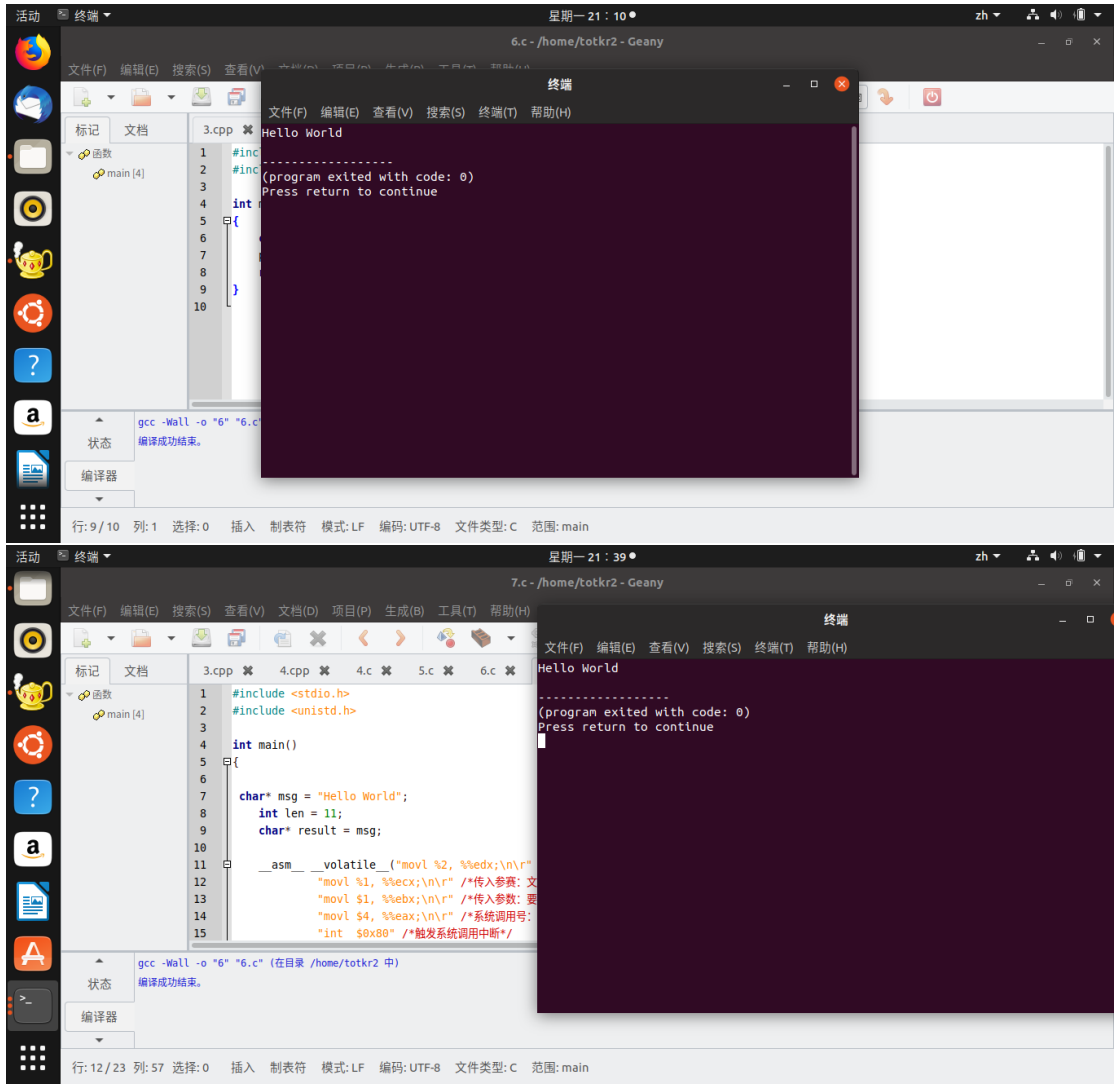 活动 终端 星期一 21：10 zh
6.c - /home/totkr2 - Geany
文件(F) 编辑(E) 搜索(S) 查看(V)
终端
文件(F) 编辑(E) 查看(V) 搜索(S) 终端(T) 帮助(H)
标记 文档 3.cpp
函数
main [4]
Hello World
------------------
(program exited with code: 0)
Press return to continue
1 #inc
2 #inc
3
4 int
5 {
6
7
8
9 }
10
gcc -Wall -o "6" "6.c"
状态 编译成功结束。
编译器
行: 9 / 10 列: 1 选择: 0 插入 制表符 模式: LF 编码: UTF-8 文件类型: C 范围: main
活动 终端 星期一 21：39 zh
7.c - /home/totkr2 - Geany
文件(F) 编辑(E) 搜索(S) 查看(V) 文档(D) 项目(P) 生成(B) 工具(T) 帮助(H)
终端
文件(F) 编辑(E) 查看(V) 搜索(S) 终端(T) 帮助(H)
标记 文档 3.cpp 4.cpp 4.c 5.c 6.c
函数
main [4]
Hello World
------------------
(program exited with code: 0)
Press return to continue
1 #include <stdio.h>
2 #include <unistd.h>
3
4 int main()
5 {
6
7 char* msg = "Hello World";
8 int len = 11;
9 char* result = msg;
10
11 __asm__ __volatile__("movl %2, %%edx;\n\r"
12 "movl %1, %%ecx;\n\r" /*传入参赛：文
13 "movl $1, %%ebx;\n\r" /*传入参数：要
14 "movl $4, %%eax;\n\r" /*系统调用号：
15 "int $0x80" /*触发系统调用中断*/
gcc -Wall -o "6" "6.c" (在目录 /home/totkr2 中)
状态 编译成功结束。
编译器
行: 12 / 23 列: 57 选择: 0 插入 制表符 模式: LF 编码: UTF-8 文件类型: C 范围: main